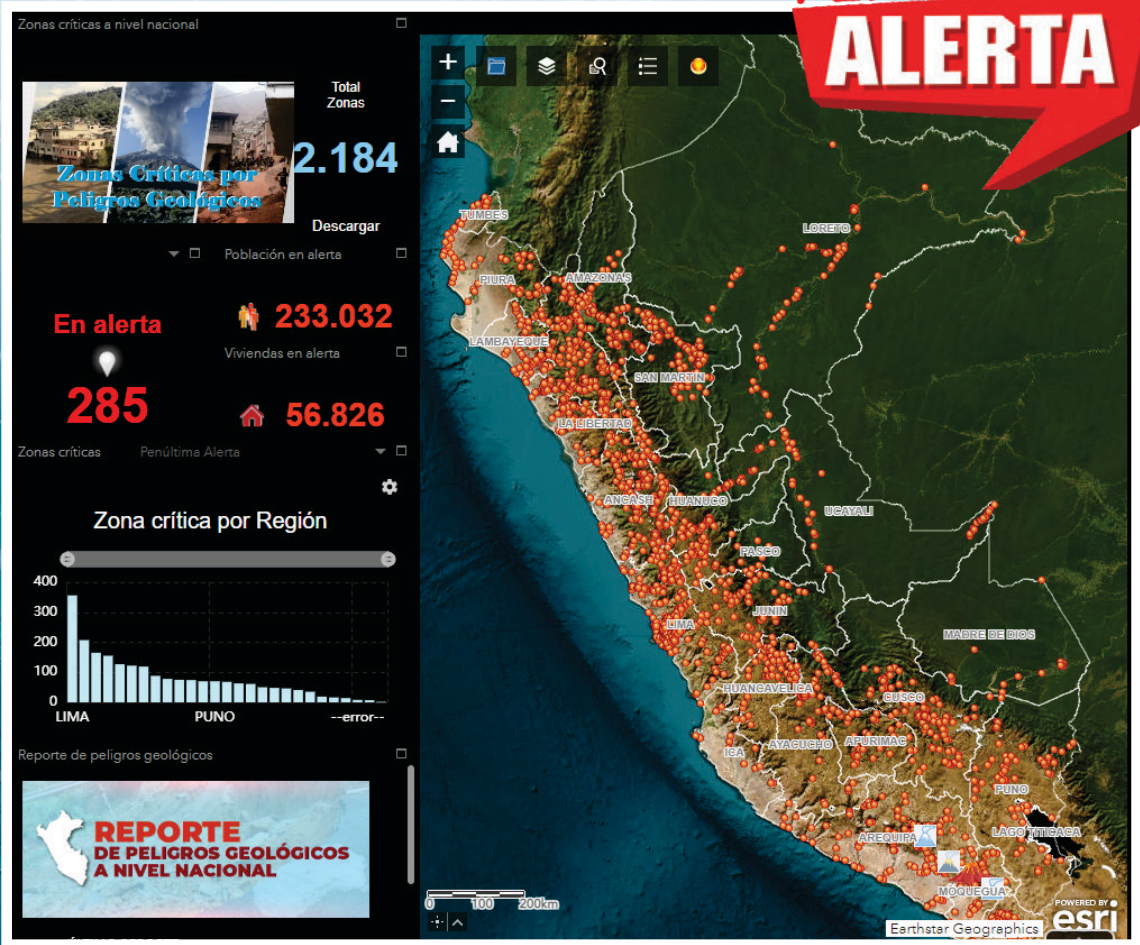 Zonas críticas a nivel nacional
ALERTA
Total
Zonas
2.184
Zonas Críticas por
Peligros Geológicos
Descargar
Población en alerta
En alerta
233.032
Viviendas en alerta
285
56.826
Zonas críticas
Penúltima Alerta
Zona crítica por Región
400
300
200
100
0
LIMA
PUNO
--error--
Reporte de peligros geológicos
REPORTE
DE PELIGROS GEOLÓGICOS
A NIVEL NACIONAL
TUMBES
LORETO
PIURA
AMAZONAS
LAMBAYEQUE
SAN MARTIN
LA LIBERTAD
ANCASH
HUANUCO
UCAYALI
PASCO
JUNIN
LIMA
MADRE DE DIOS
HUANCAVELICA
CUSCO
ICA
AYACUCHO
APURIMAC
PUNO
AREQUIPA
LAGO TITICACA
MOQUEGUA
0 100 200km
POWERED BY
esri
Earthstar Geographics